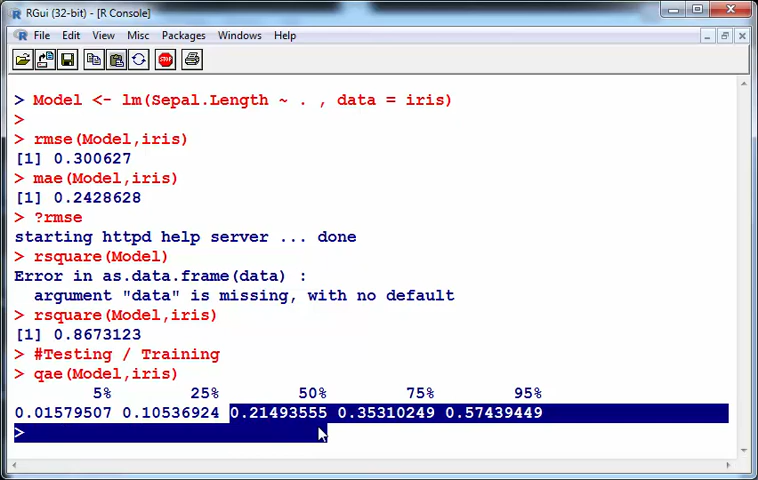 RGui (32-bit) - [R Console]
File Edit View Misc Packages Windows Help
STOP
> Model <- lm(Sepal.Length ~ . , data = iris)
>
> rmse(Model,iris)
[1] 0.300627
> mae(Model,iris)
[1] 0.2428628
> ?rmse
starting httpd help server ... done
> rsquare(Model)
Error in as.data.frame(data) :
  argument "data" is missing, with no default
> rsquare(Model,iris)
[1] 0.8673123
> #Testing / Training
> qae(Model,iris)
        5%        25%        50%        75%        95%
0.01579507 0.10536924 0.21493555 0.35310249 0.57439449
>